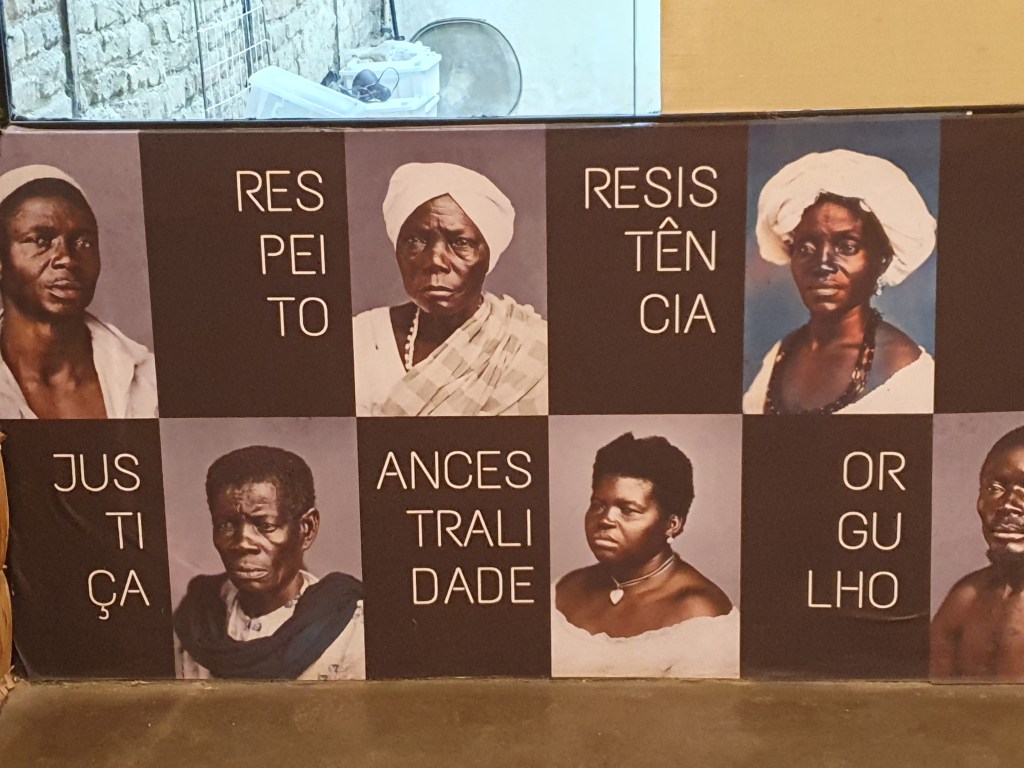 RES
PEI
TO
RESIS
TÊN
CIA
JUS
TI
ÇA
ANCES
TRALI
DADE
OR
GU
LHO